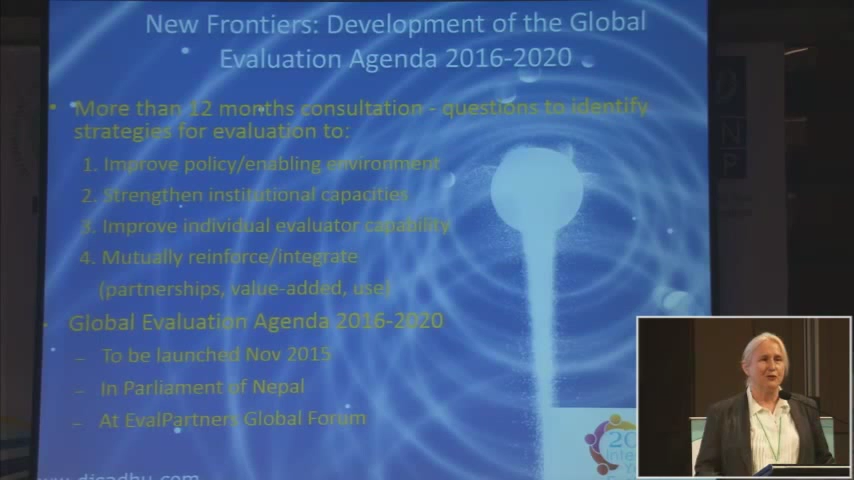 New Frontiers: Development of the Global
Evaluation Agenda 2016-2020
• More than 12 months consultation - questions to identify
strategies for evaluation to:
1. Improve policy/enabling environment
2. Strengthen institutional capacities
3. Improve individual evaluator capability
4. Mutually reinforce/integrate
(partnerships, value-added, use)
• Global Evaluation Agenda 2016-2020
– To be launched Nov 2015
– In Parliament of Nepal
– At EvalPartners Global Forum